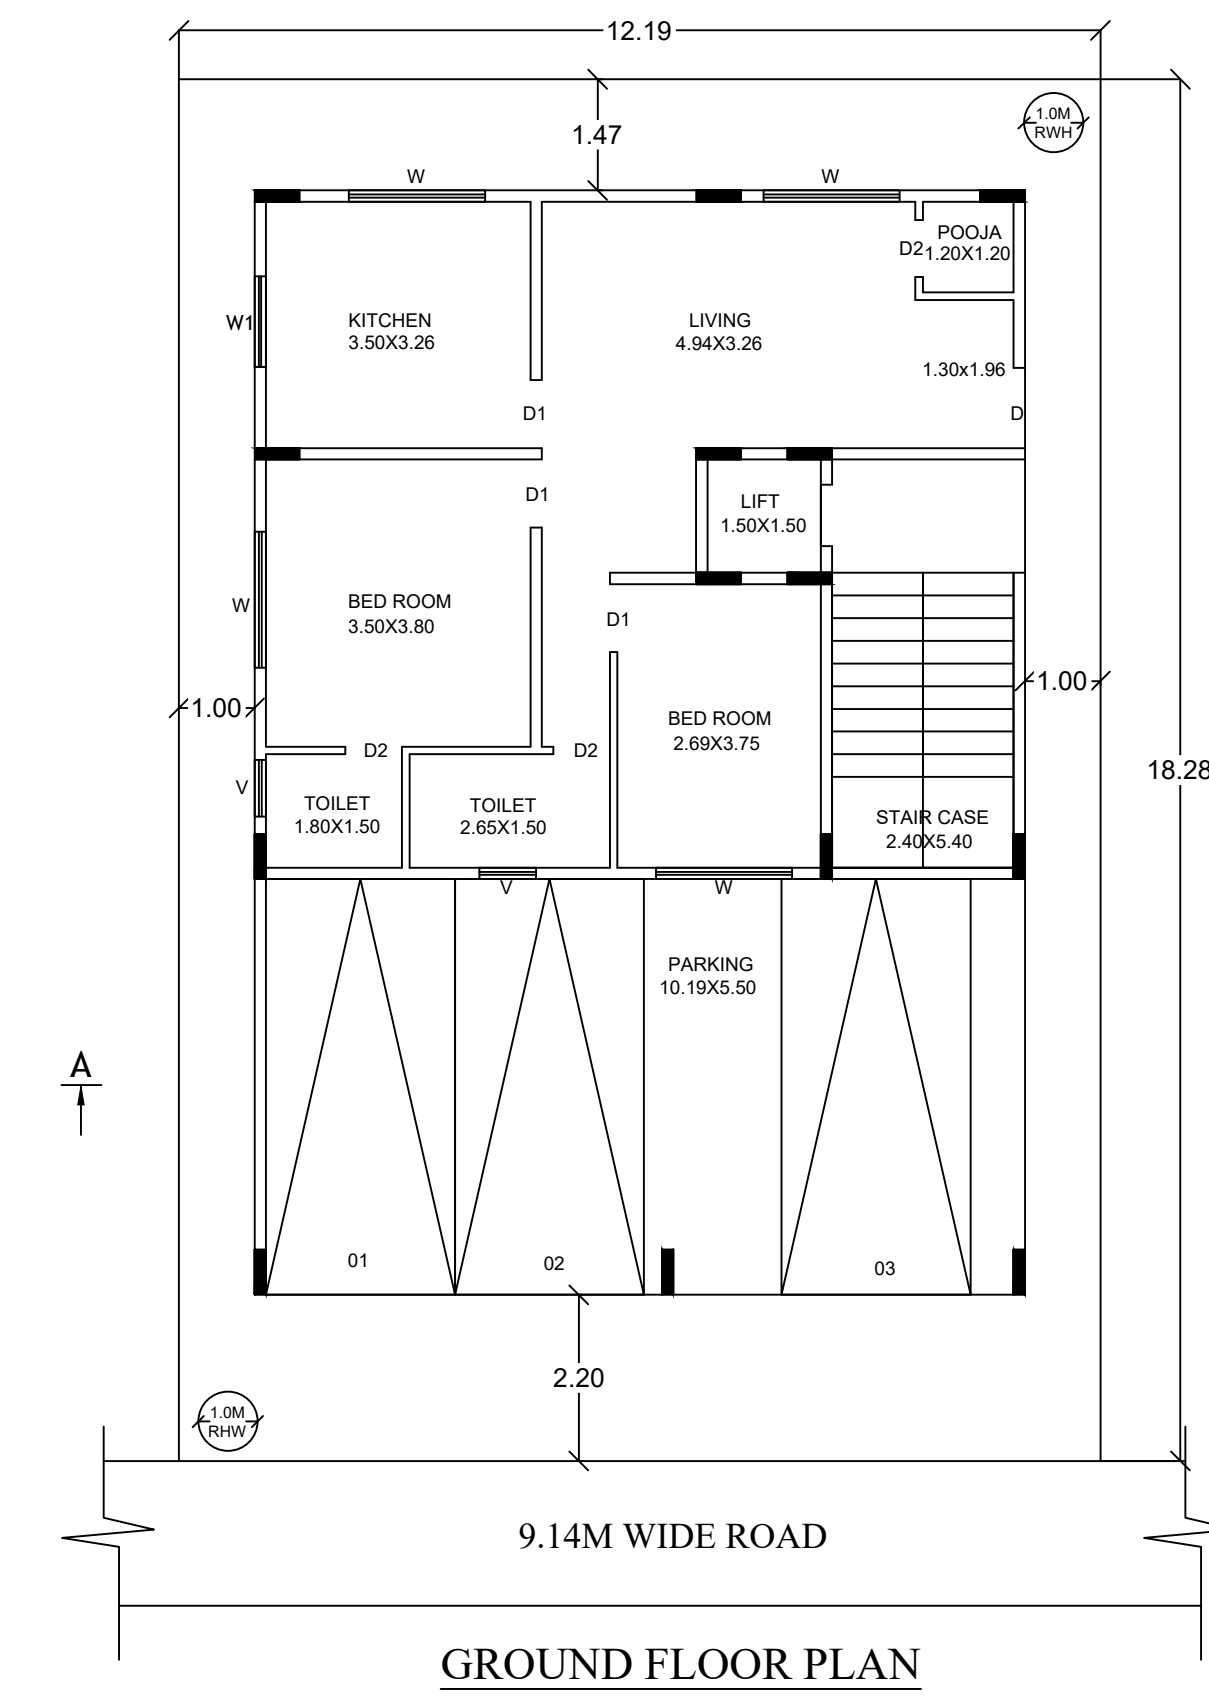 12.19
1.47
1.0M
RWH
W
W
POOJA
D2
1.20X1.20
W1
KITCHEN
3.50X3.26
LIVING
4.94X3.26
1.30x1.96
D1
D
D1
LIFT
1.50X1.50
W
BED ROOM
3.50X3.80
D1
1.00
1.00
BED ROOM
2.69X3.75
D2
D2
18.28
V
TOILET
1.80X1.50
TOILET
2.65X1.50
STAIR CASE
2.40X5.40
V
W
PARKING
10.19X5.50
A
01
02
03
2.20
1.0M
RHW
9.14M WIDE ROAD
GROUND FLOOR PLAN